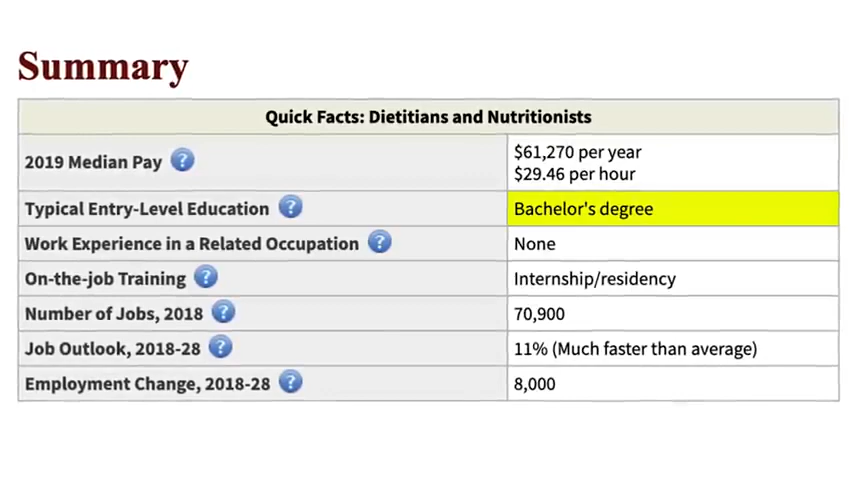 Summary
Quick Facts: Dietitians and Nutritionists
2019 Median Pay ?
$61,270 per year
$29.46 per hour
Typical Entry-Level Education ?
Bachelor's degree
Work Experience in a Related Occupation ?
None
On-the-job Training ?
Internship/residency
Number of Jobs, 2018 ?
70,900
Job Outlook, 2018-28 ?
11% (Much faster than average)
Employment Change, 2018-28 ?
8,000